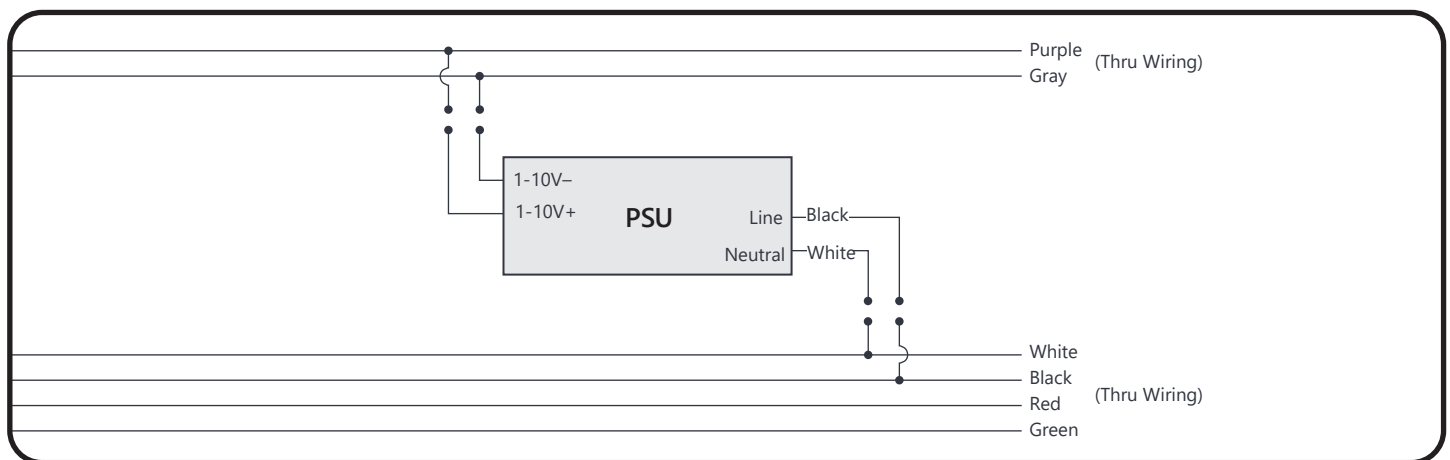 Purple
(Thru Wiring)
Gray
1-10V–
1-10V+
PSU
Line
Black
Neutral
White
White
Black
(Thru Wiring)
Red
Green